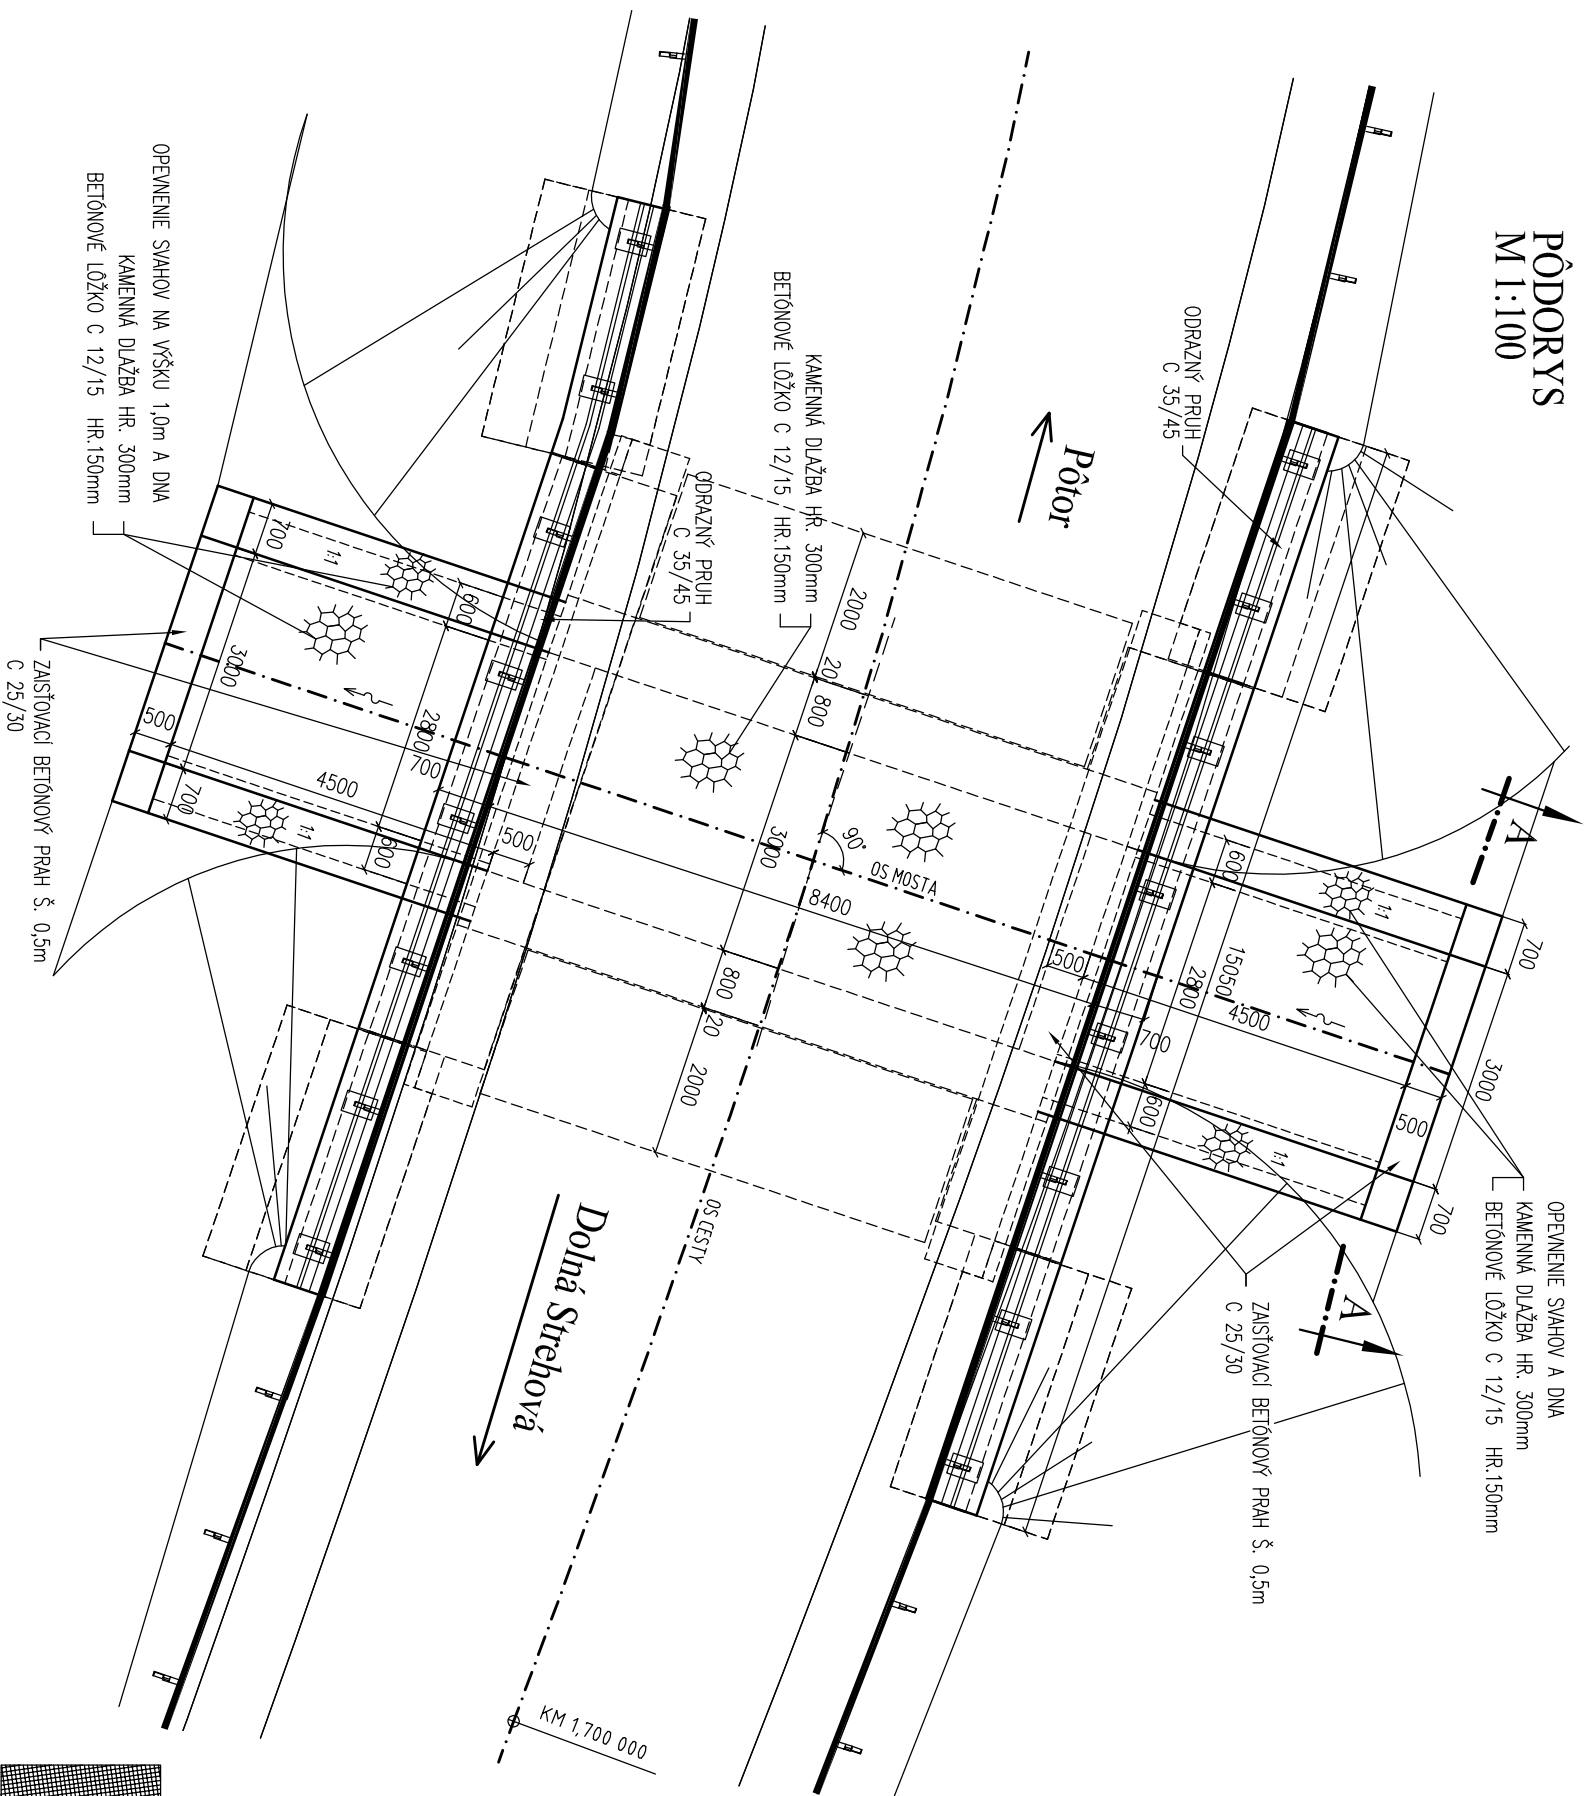 PÔDORYS
M 1:100
OPEVNENIE SVAHOV A DNA
KAMENNÁ DLAŽBA HR. 300mm
BETÓNOVÉ LÔŽKO C 12/15 HR.150mm
ZAISŤOVACÍ BETÓNOVÝ PRAH Š. 0,5m
C 25/30
A
A
ODRAZNÝ PRUH
C 35/45
Pôtor
KAMENNÁ DLAŽBA HR. 300mm
BETÓNOVÉ LÔŽKO C 12/15 HR.150mm
ODRAZNÝ PRUH
C 35/45
OS MOSTA
90°
OS CESTY
Dolná Strehová
KM 1,700 000
OPEVNENIE SVAHOV NA VÝŠKU 1,0m A DNA
KAMENNÁ DLAŽBA HR. 300mm
BETÓNOVÉ LÔŽKO C 12/15 HR.150mm
ZAISŤOVACÍ BETÓNOVÝ PRAH Š. 0,5m
C 25/30
700
3000
700
500
4500
15050
2800
600
600
700
500
1:1
1:1
2000
20
800
3000
800
20
2000
8400
700
3000
700
500
4500
600
2800
600
700
500
1:1
1:1